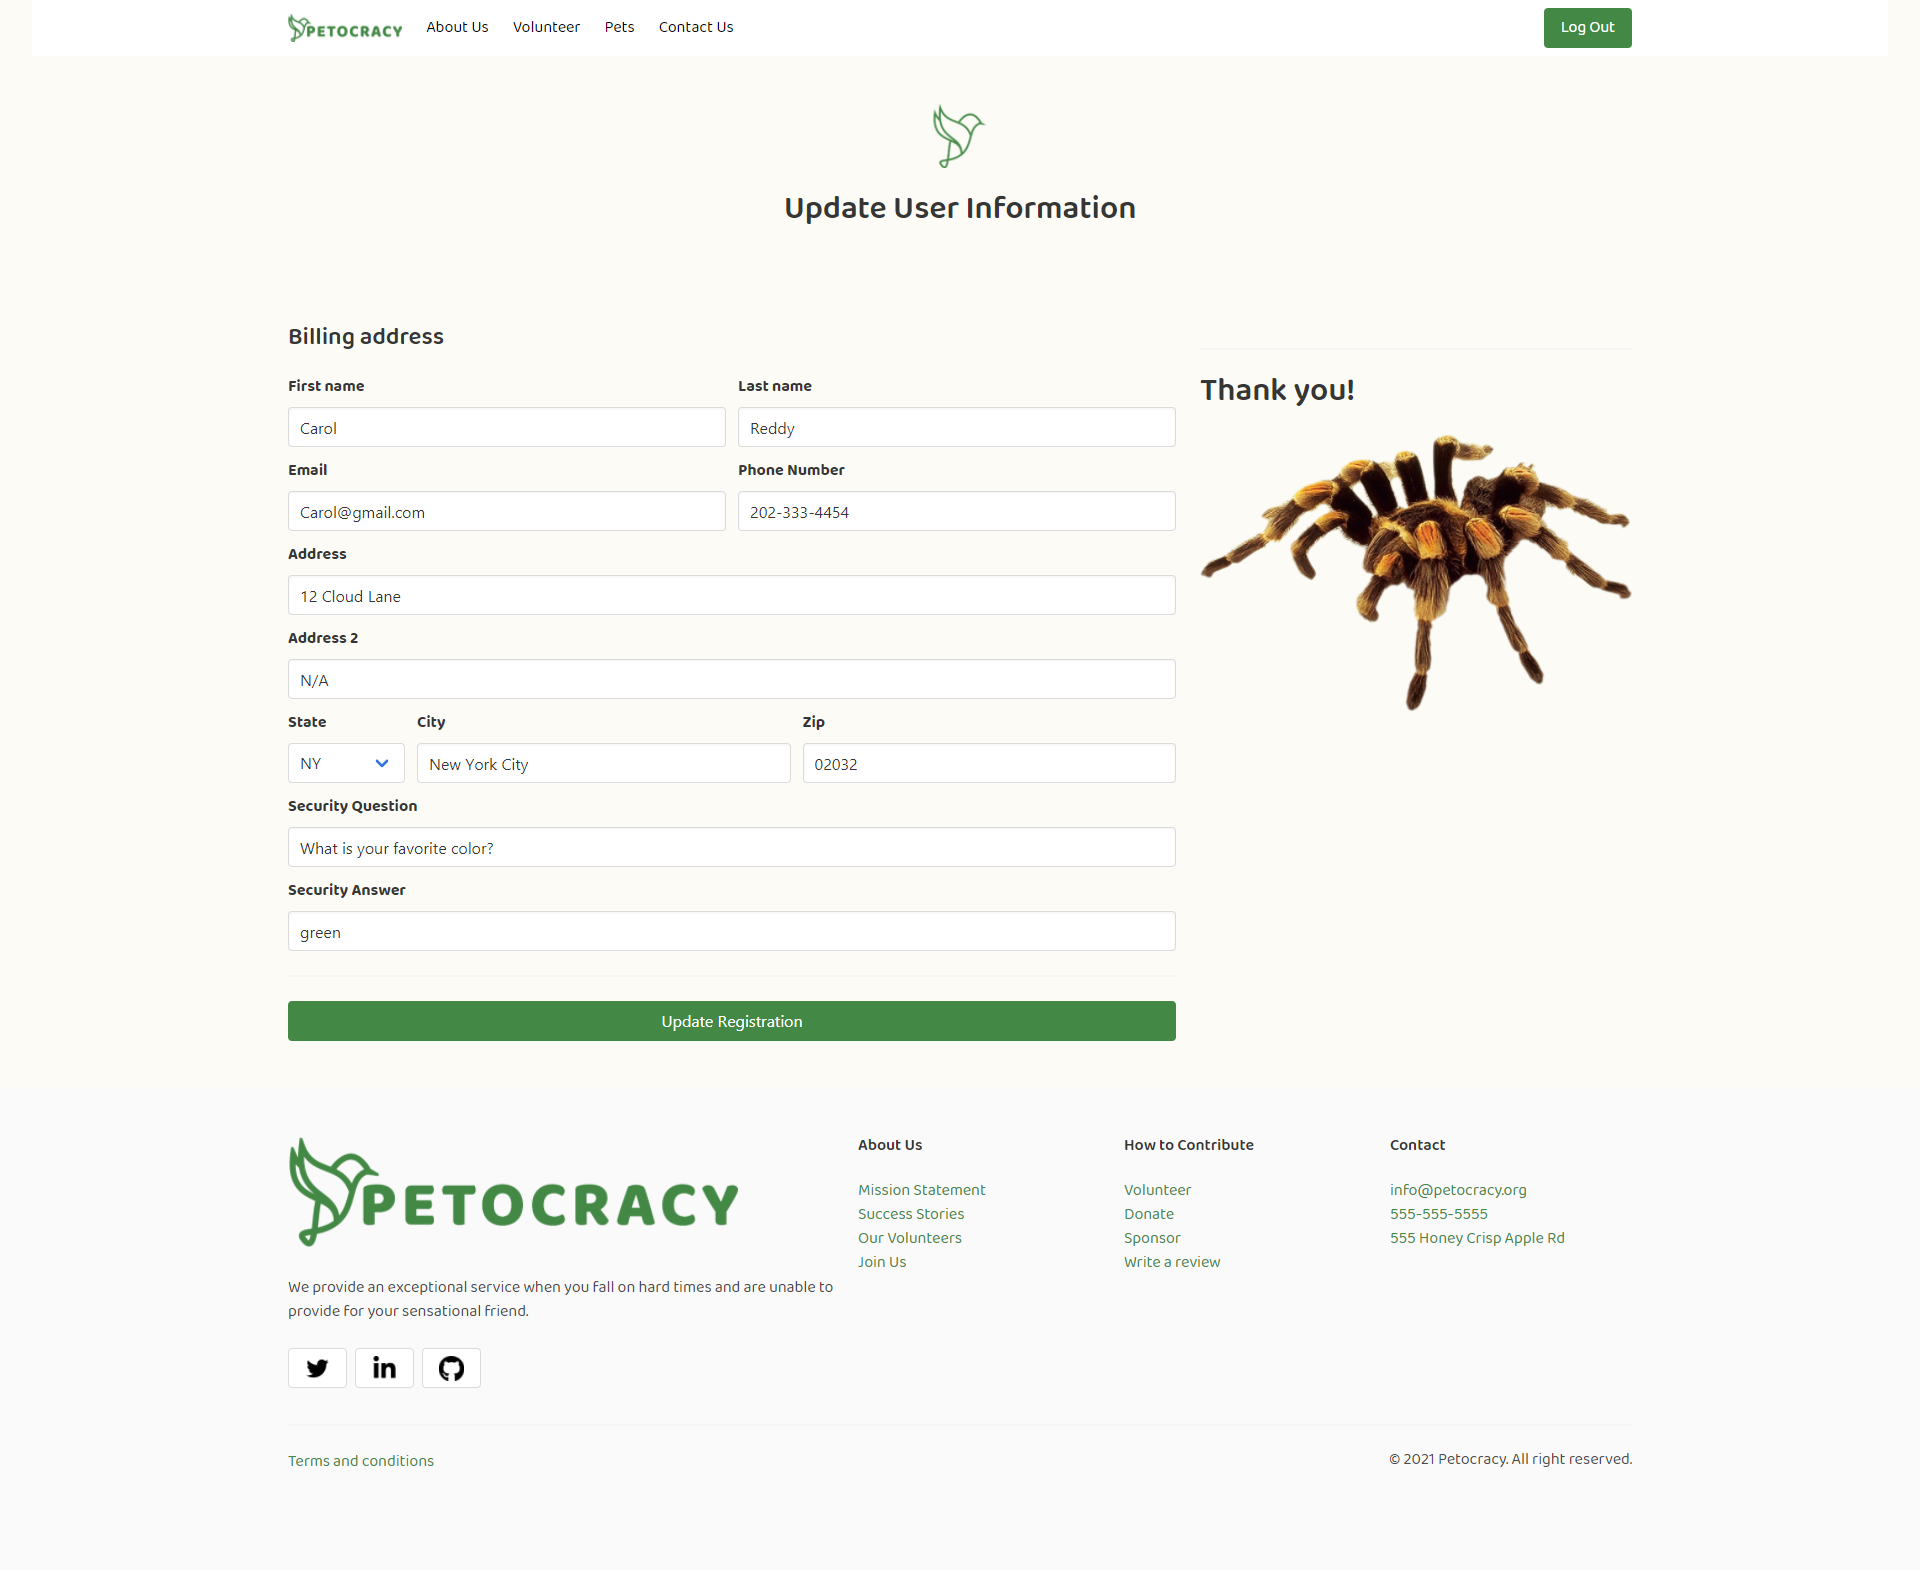 PETOCRACY About Us Volunteer Pets Contact Us Log Out
Update User Information
Billing address
Thank you!
First name Last name
Carol Reddy
Email Phone Number
Carol@gmail.com 202-333-4454
Address
12 Cloud Lane
Address 2
N/A
State City Zip
NY New York City 02032
Security Question
What is your favorite color?
Security Answer
green
Update Registration
PETOCRACY
We provide an exceptional service when you fall on hard times and are unable to
provide for your sensational friend.
in
About Us
Mission Statement
Success Stories
Our Volunteers
Join Us
How to Contribute
Volunteer
Donate
Sponsor
Write a review
Contact
info@petocracy.org
555-555-5555
555 Honey Crisp Apple Rd
Terms and conditions
© 2021 Petocracy. All right reserved.